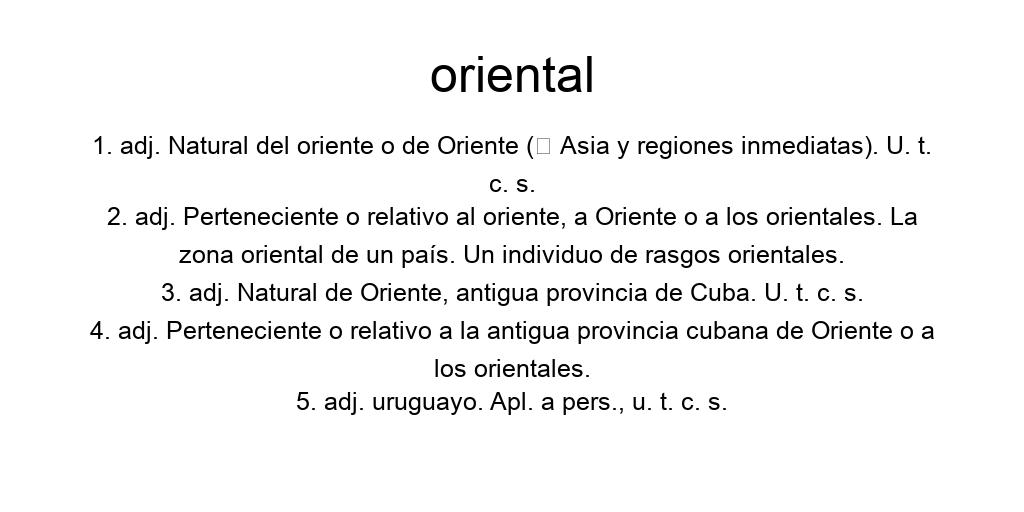 oriental
1. adj. Natural del oriente o de Oriente (□ Asia y regiones inmediatas). U. t.
c. s.
2. adj. Perteneciente o relativo al oriente, a Oriente o a los orientales. La
zona oriental de un país. Un individuo de rasgos orientales.
3. adj. Natural de Oriente, antigua provincia de Cuba. U. t. c. s.
4. adj. Perteneciente o relativo a la antigua provincia cubana de Oriente o a
los orientales.
5. adj. uruguayo. Apl. a pers., u. t. c. s.